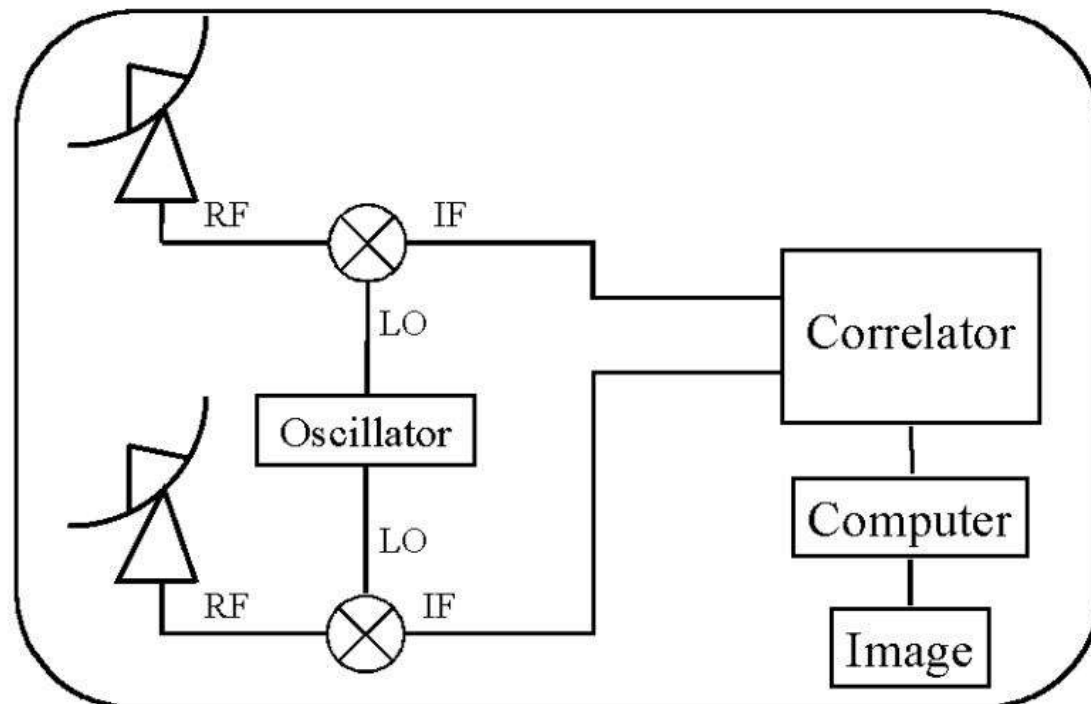 RF
IF
LO
Correlator
Oscillator
Computer
LO
RF
IF
Image